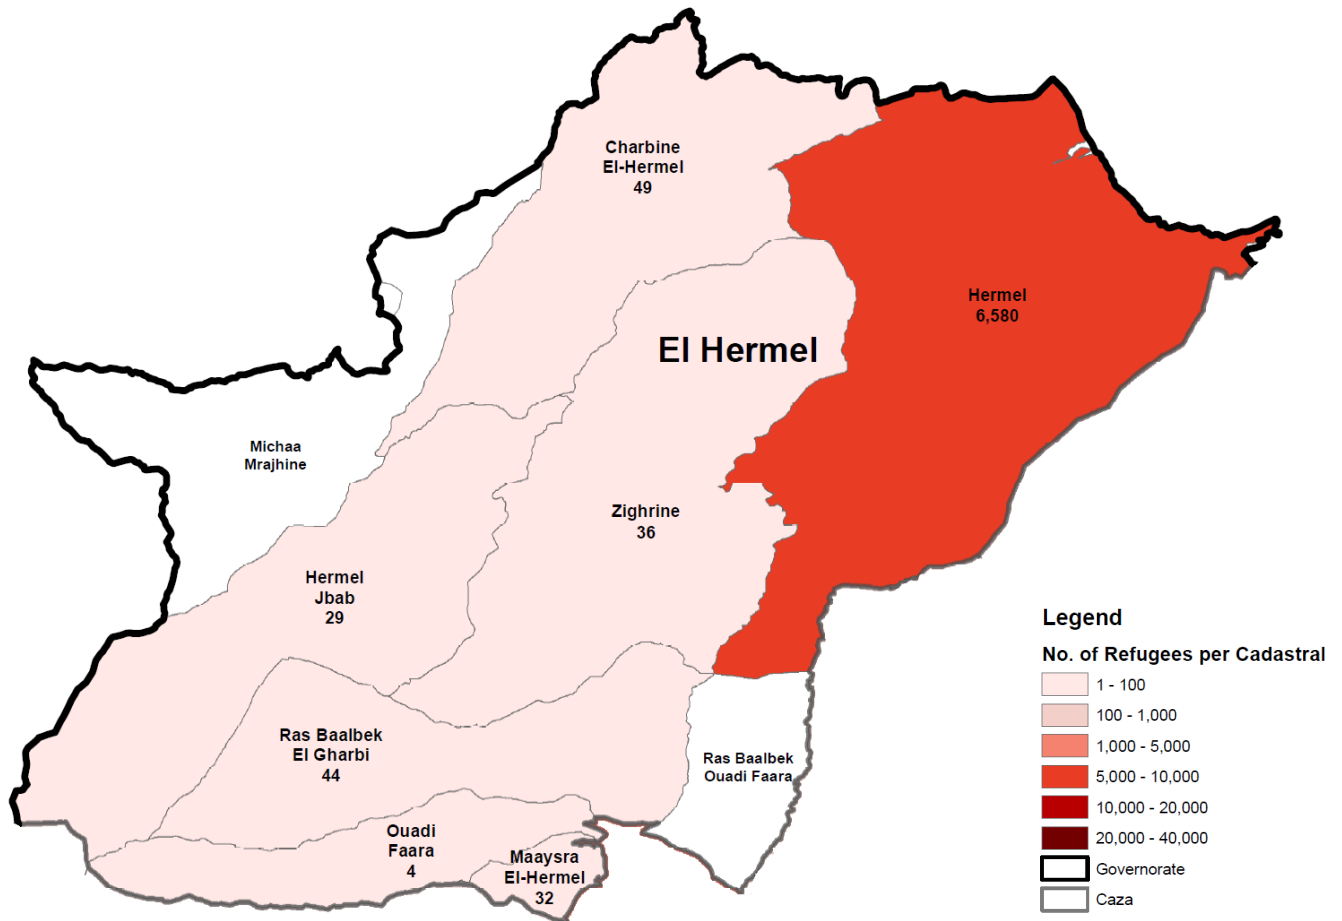 Charbine
El-Hermel
49
Hermel
6,580
El Hermel
Michaa
Mrajhine
Zighrine
36
Hermel
Jbab
29
Ras Baalbek
El Gharbi
44
Ras Baalbek
Ouadi Faara
Ouadi
Faara
4
Maaysra
El-Hermel
32
Legend
No. of Refugees per Cadastral
1 - 100
100 - 1,000
1,000 - 5,000
5,000 - 10,000
10,000 - 20,000
20,000 - 40,000
Governorate
Caza